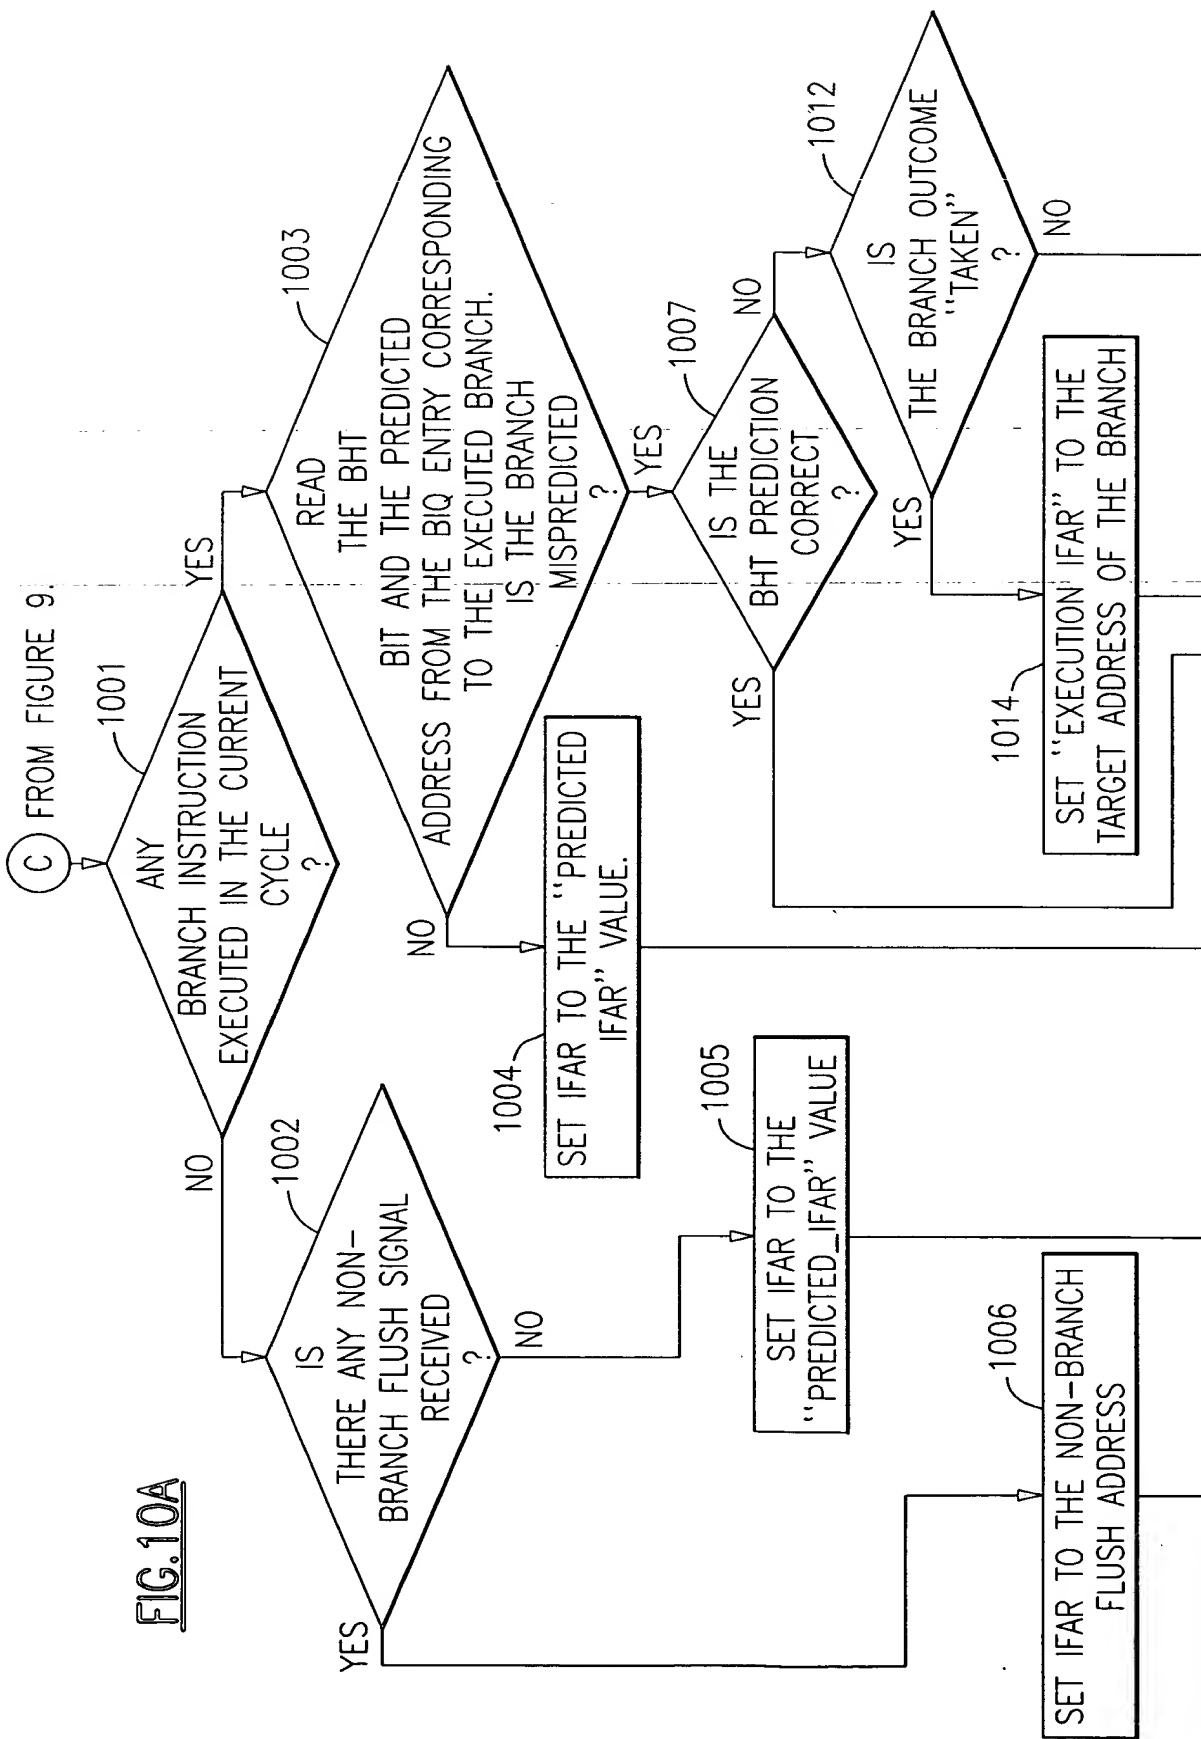 FIG.10A
C FROM FIGURE 9.
1001
ANY
BRANCH INSTRUCTION
EXECUTED IN THE CURRENT
CYCLE
?
NO
YES
1002
IS
THERE ANY NON-
BRANCH FLUSH SIGNAL
RECEIVED
?
YES
NO
1003
READ
THE BHT
BIT AND THE PREDICTED
ADDRESS FROM THE BIQ ENTRY CORRESPONDING
TO THE EXECUTED BRANCH.
IS THE BRANCH
MISPREDICTED
?
NO
YES
1004
SET IFAR TO THE "PREDICTED
IFAR" VALUE.
1005
SET IFAR TO THE
"PREDICTED_IFAR" VALUE
1006
SET IFAR TO THE NON-BRANCH
FLUSH ADDRESS
1007
IS THE
BHT PREDICTION
CORRECT
?
YES
NO
1012
IS
THE BRANCH OUTCOME
"TAKEN"
?
YES
NO
1014
SET "EXECUTION IFAR" TO THE
TARGET ADDRESS OF THE BRANCH